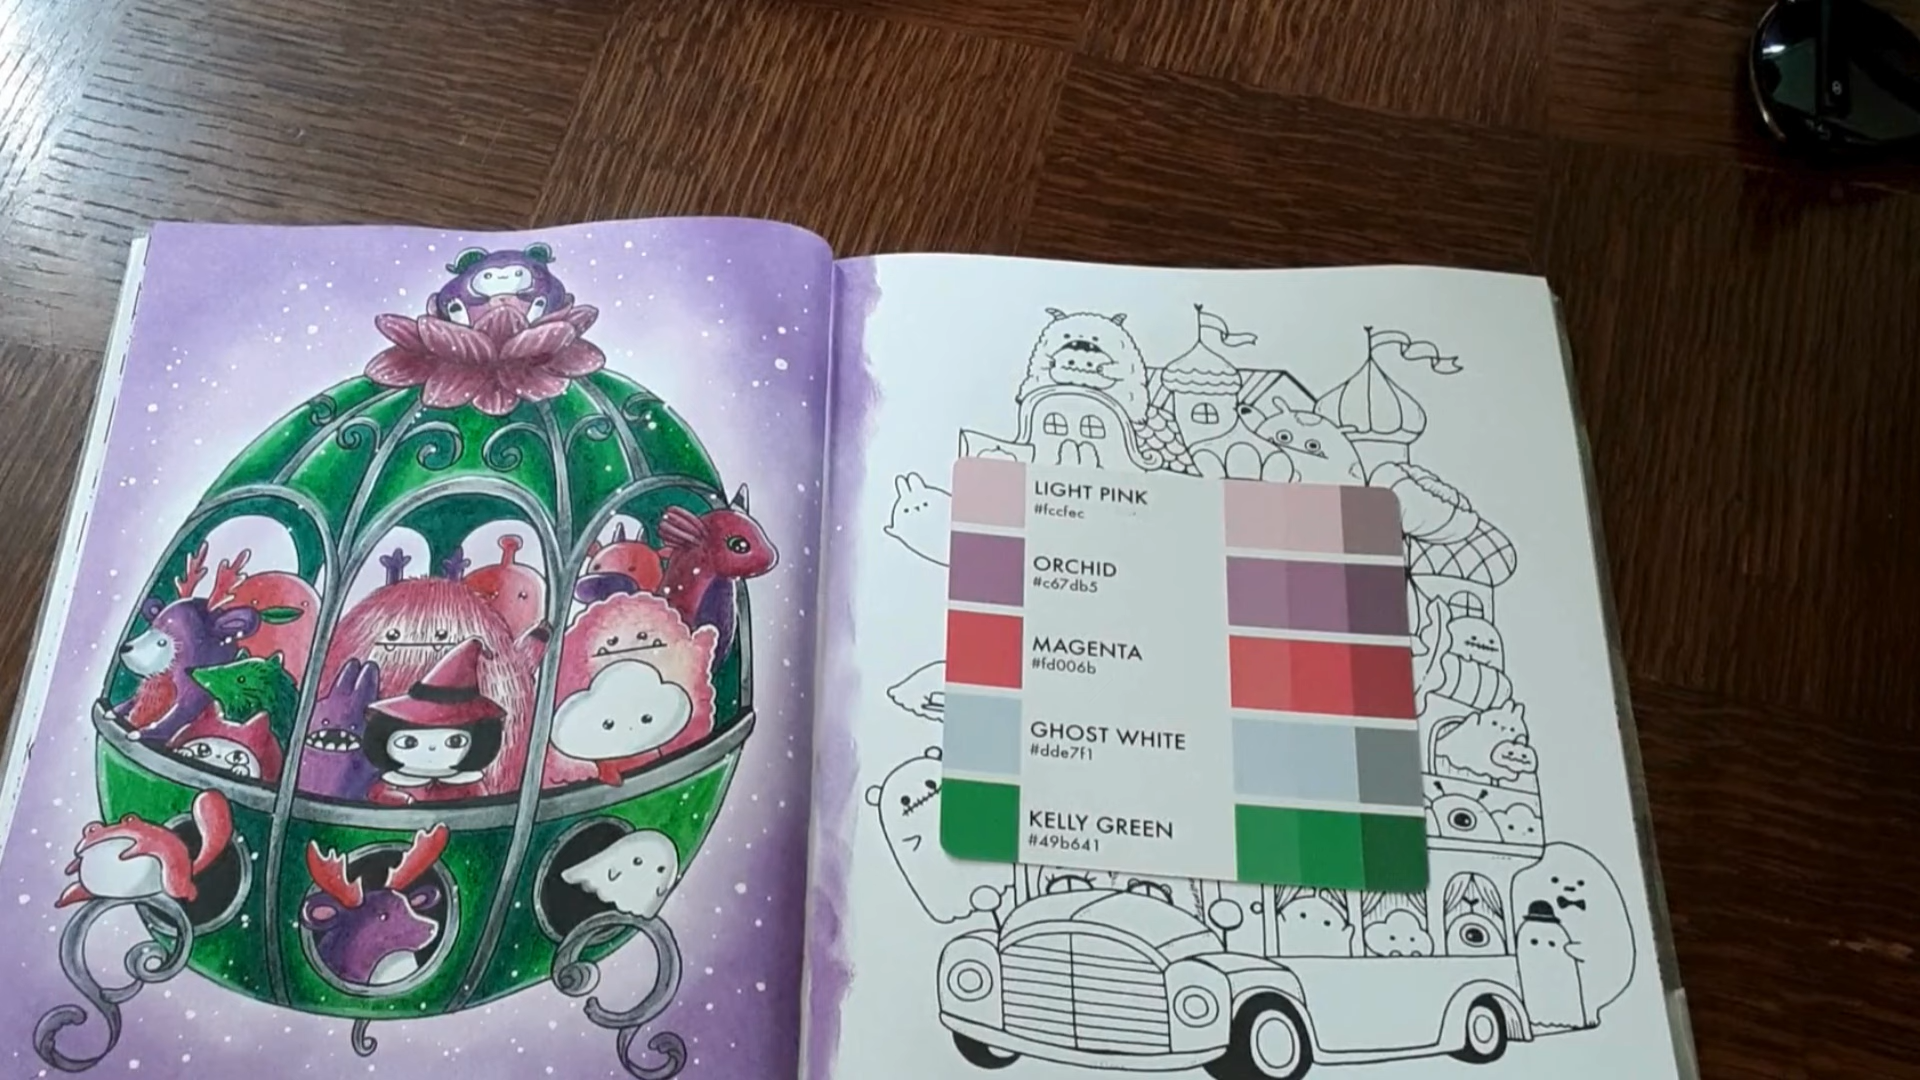 LIGHT PINK
#fccfec
ORCHID
#c67db5
MAGENTA
#fd006b
GHOST WHITE
#dde7f1
KELLY GREEN
#49b641